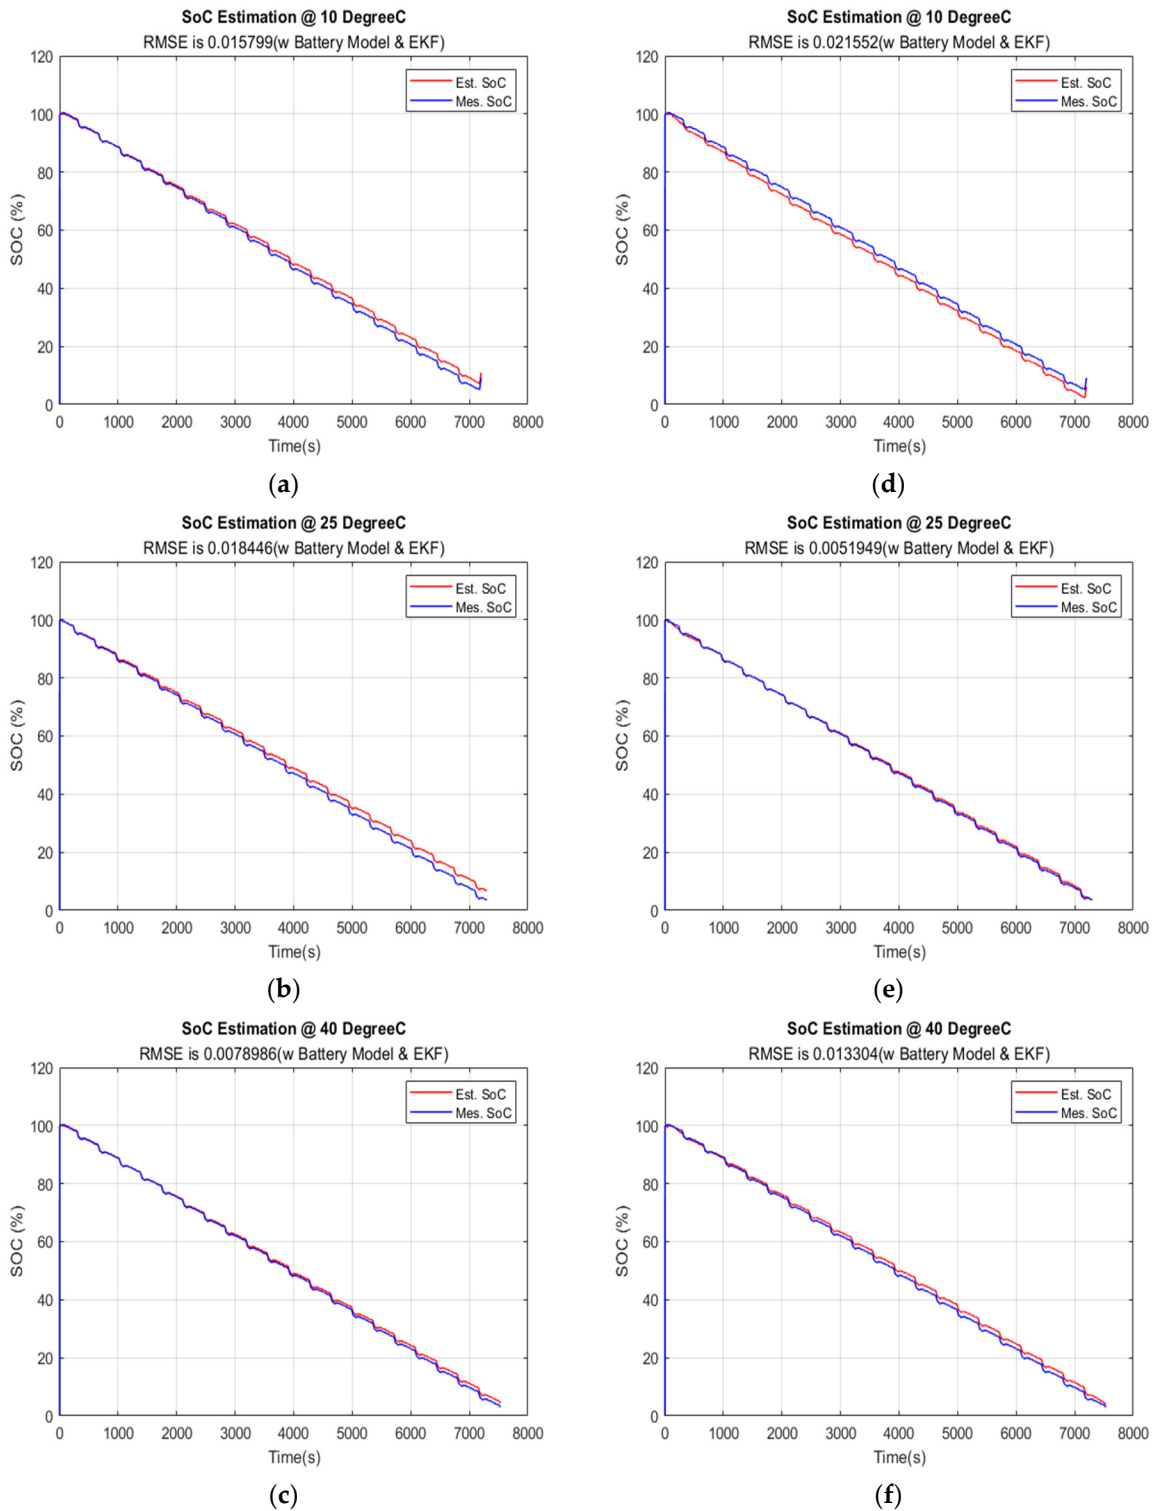 SoC Estimation @ 10 DegreeC
RMSE is 0.015799(w Battery Model & EKF)
120
100
80
60
40
20
0
SOC (%)
Est. SoC
Mes. SoC
0 1000 2000 3000 4000 5000 6000 7000 8000
Time(s)
(a)
SoC Estimation @ 10 DegreeC
RMSE is 0.021552(w Battery Model & EKF)
120
100
80
60
40
20
0
SOC (%)
Est. SoC
Mes. SoC
0 1000 2000 3000 4000 5000 6000 7000 8000
Time(s)
(d)
SoC Estimation @ 25 DegreeC
RMSE is 0.018446(w Battery Model & EKF)
120
100
80
60
40
20
0
SOC (%)
Est. SoC
Mes. SoC
0 1000 2000 3000 4000 5000 6000 7000 8000
Time(s)
(b)
SoC Estimation @ 25 DegreeC
RMSE is 0.0051949(w Battery Model & EKF)
120
100
80
60
40
20
0
SOC (%)
Est. SoC
Mes. SoC
0 1000 2000 3000 4000 5000 6000 7000 8000
Time(s)
(e)
SoC Estimation @ 40 DegreeC
RMSE is 0.0078986(w Battery Model & EKF)
120
100
80
60
40
20
0
SOC (%)
Est. SoC
Mes. SoC
0 1000 2000 3000 4000 5000 6000 7000 8000
Time(s)
(c)
SoC Estimation @ 40 DegreeC
RMSE is 0.013304(w Battery Model & EKF)
120
100
80
60
40
20
0
SOC (%)
Est. SoC
Mes. SoC
0 1000 2000 3000 4000 5000 6000 7000 8000
Time(s)
(f)